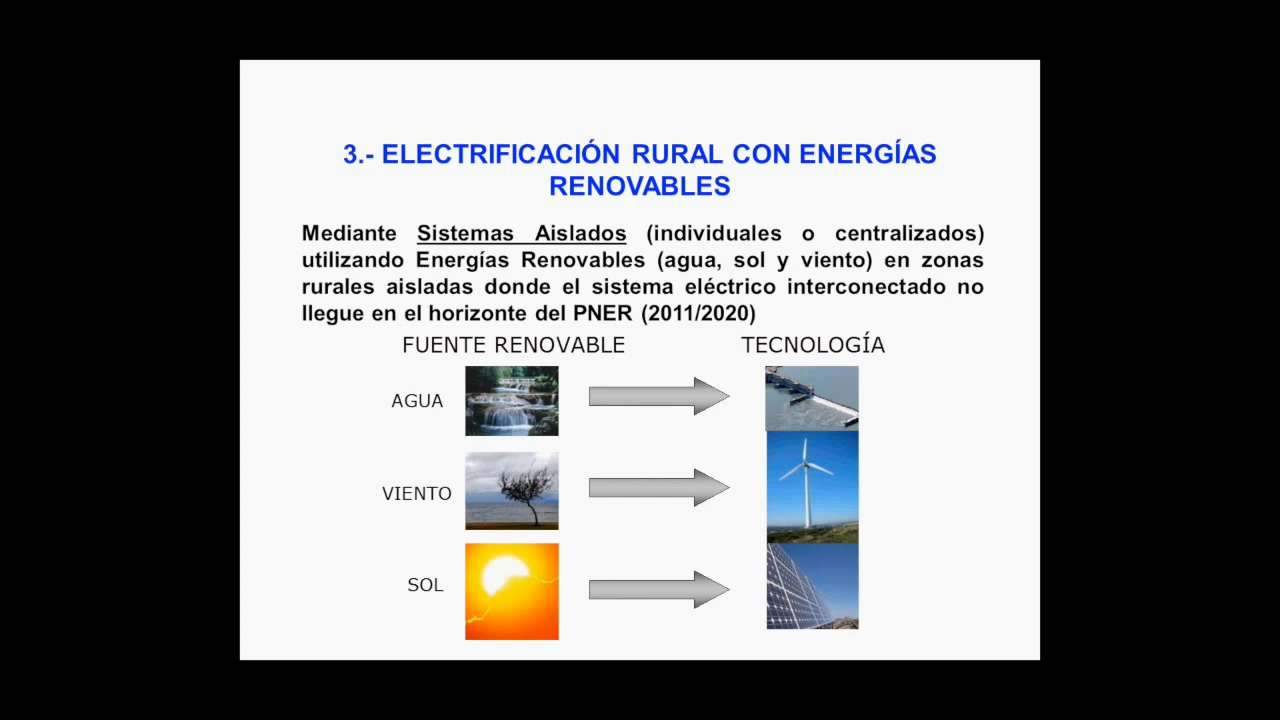 3.- ELECTRIFICACIÓN RURAL CON ENERGÍAS
RENOVABLES
Mediante Sistemas Aislados (individuales o centralizados)
utilizando Energías Renovables (agua, sol y viento) en zonas
rurales aisladas donde el sistema eléctrico interconectado no
llegue en el horizonte del PNER (2011/2020)
FUENTE RENOVABLE TECNOLOGÍA
AGUA
VIENTO
SOL